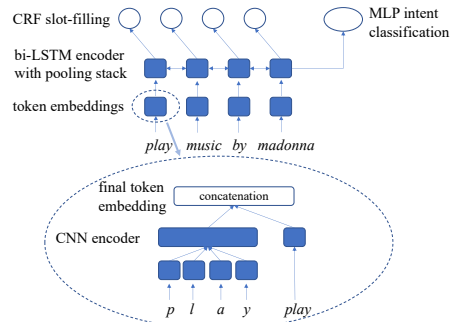 CRF slot-filling
MLP intent
classification
bi-LSTM encoder
with pooling stack
token embeddings
play music by madonna
final token
embedding
concatenation
CNN encoder
p l a y play